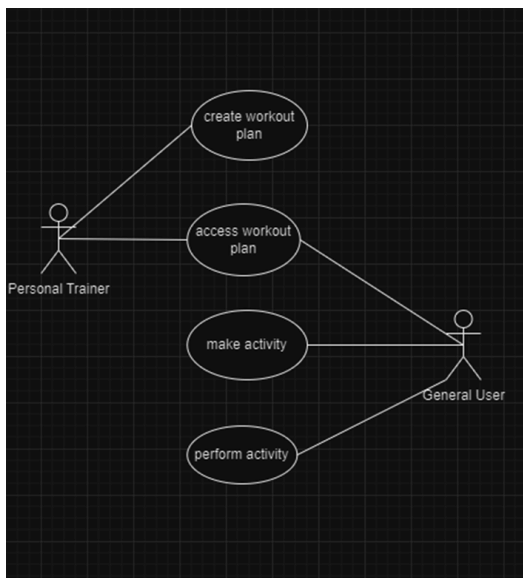 create workout
plan
access workout
plan
Personal Trainer
make activity
General User
perform activity